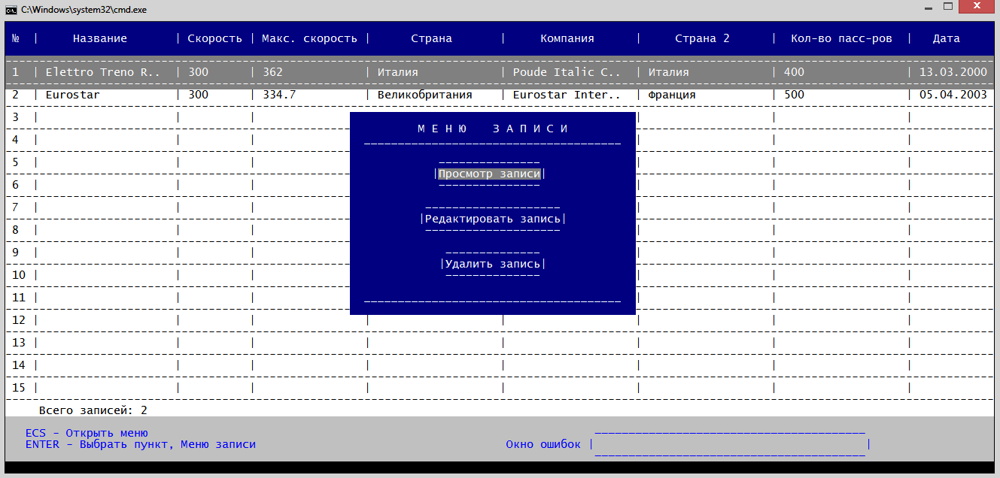 C:\Windows\system32\cmd.exe
№ | Название | Скорость | Макс. скорость | Страна | Компания | Страна 2 | Кол-во пасс-ров | Дата
1 | Elettro Treno R.. | 300 | 362 | Италия | Poude Italic C.. | Италия | 400 | 13.03.2000
2 | Eurostar | 300 | 334.7 | Великобритания | Eurostar Inter.. | Франция | 500 | 05.04.2003
3
М Е Н Ю З А П И С И
4
5
Просмотр записи
6
7
Редактировать запись
8
9
Удалить запись
10
11
12
13
14
15
Всего записей: 2
ECS - Открыть меню
ENTER - Выбрать пункт, Меню записи
Окно ошибок